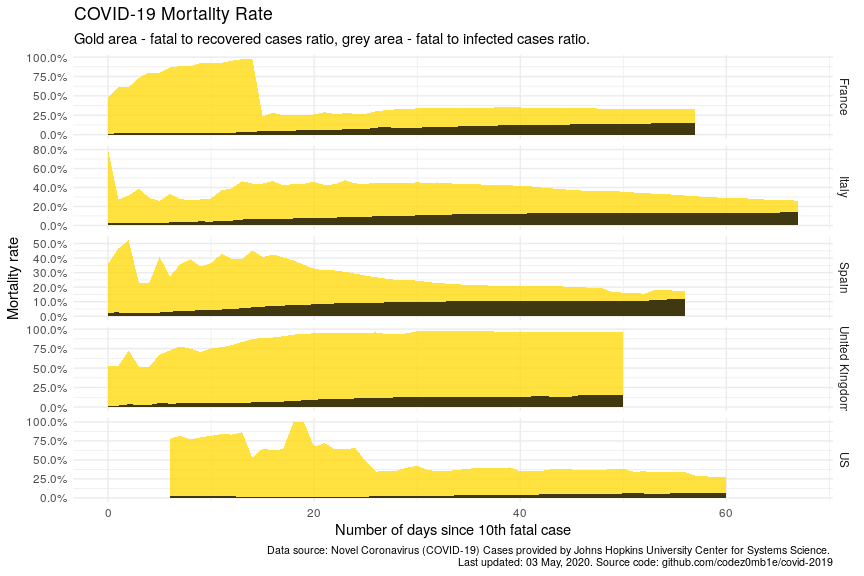 COVID-19 Mortality Rate
Gold area - fatal to recovered cases ratio, grey area - fatal to infected cases ratio.
Mortality rate
100.0%
75.0%
50.0%
25.0%
0.0%
France
80.0%
60.0%
40.0%
20.0%
0.0%
Italy
50.0%
40.0%
30.0%
20.0%
10.0%
0.0%
Spain
100.0%
75.0%
50.0%
25.0%
0.0%
United Kingdom
100.0%
75.0%
50.0%
25.0%
0.0%
US
0
20
40
60
Number of days since 10th fatal case
Data source: Novel Coronavirus (COVID-19) Cases provided by Johns Hopkins University Center for Systems Science.
Last updated: 03 May, 2020. Source code: github.com/codez0mb1e/covid-2019